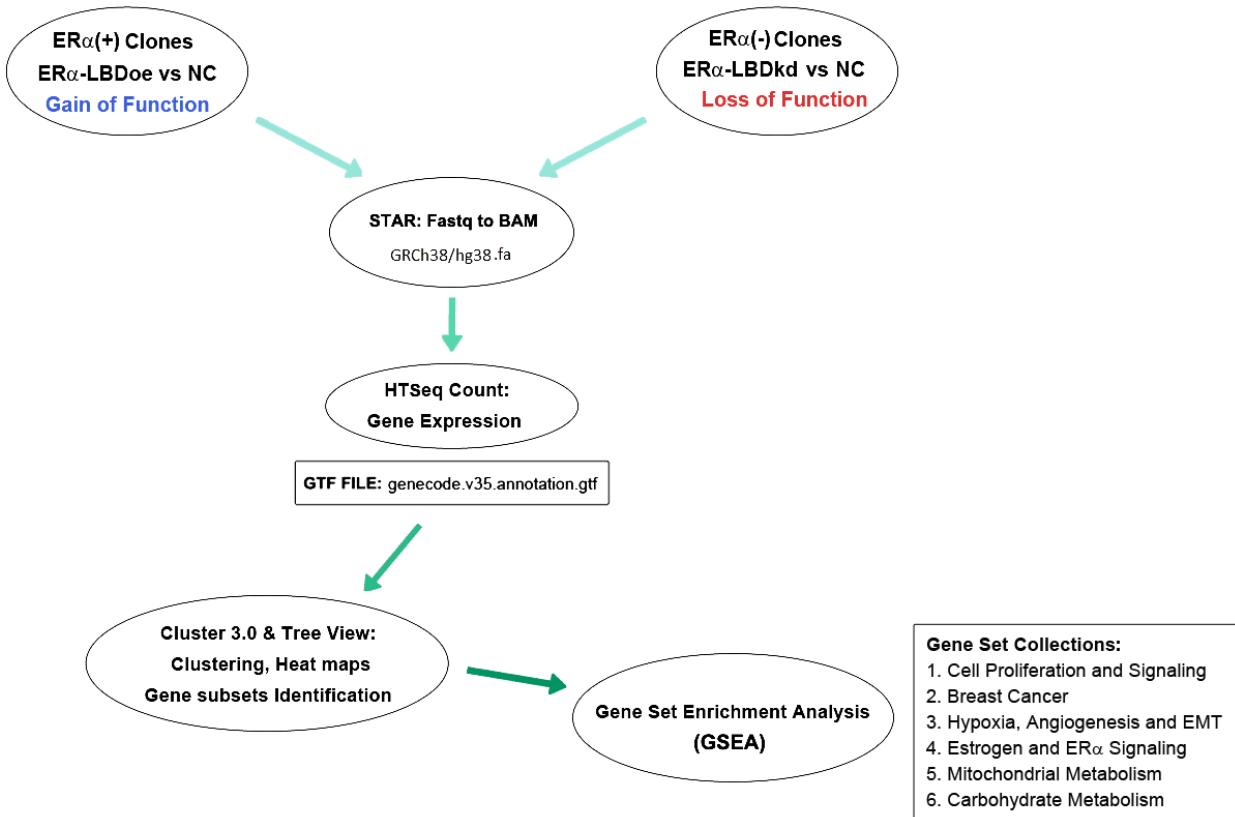 ERα(+) Clones
ERα-LBDoe vs NC
Gain of Function
ERα(-) Clones
ERα-LBDkd vs NC
Loss of Function
STAR: Fastq to BAM
GRCh38/hg38.fa
HTSeq Count:
Gene Expression
GTF FILE: genecode.v35.annotation.gtf
Cluster 3.0 & Tree View:
Clustering, Heat maps
Gene subsets Identification
Gene Set Enrichment Analysis
(GSEA)
Gene Set Collections:
1. Cell Proliferation and Signaling
2. Breast Cancer
3. Hypoxia, Angiogenesis and EMT
4. Estrogen and ERα Signaling
5. Mitochondrial Metabolism
6. Carbohydrate Metabolism